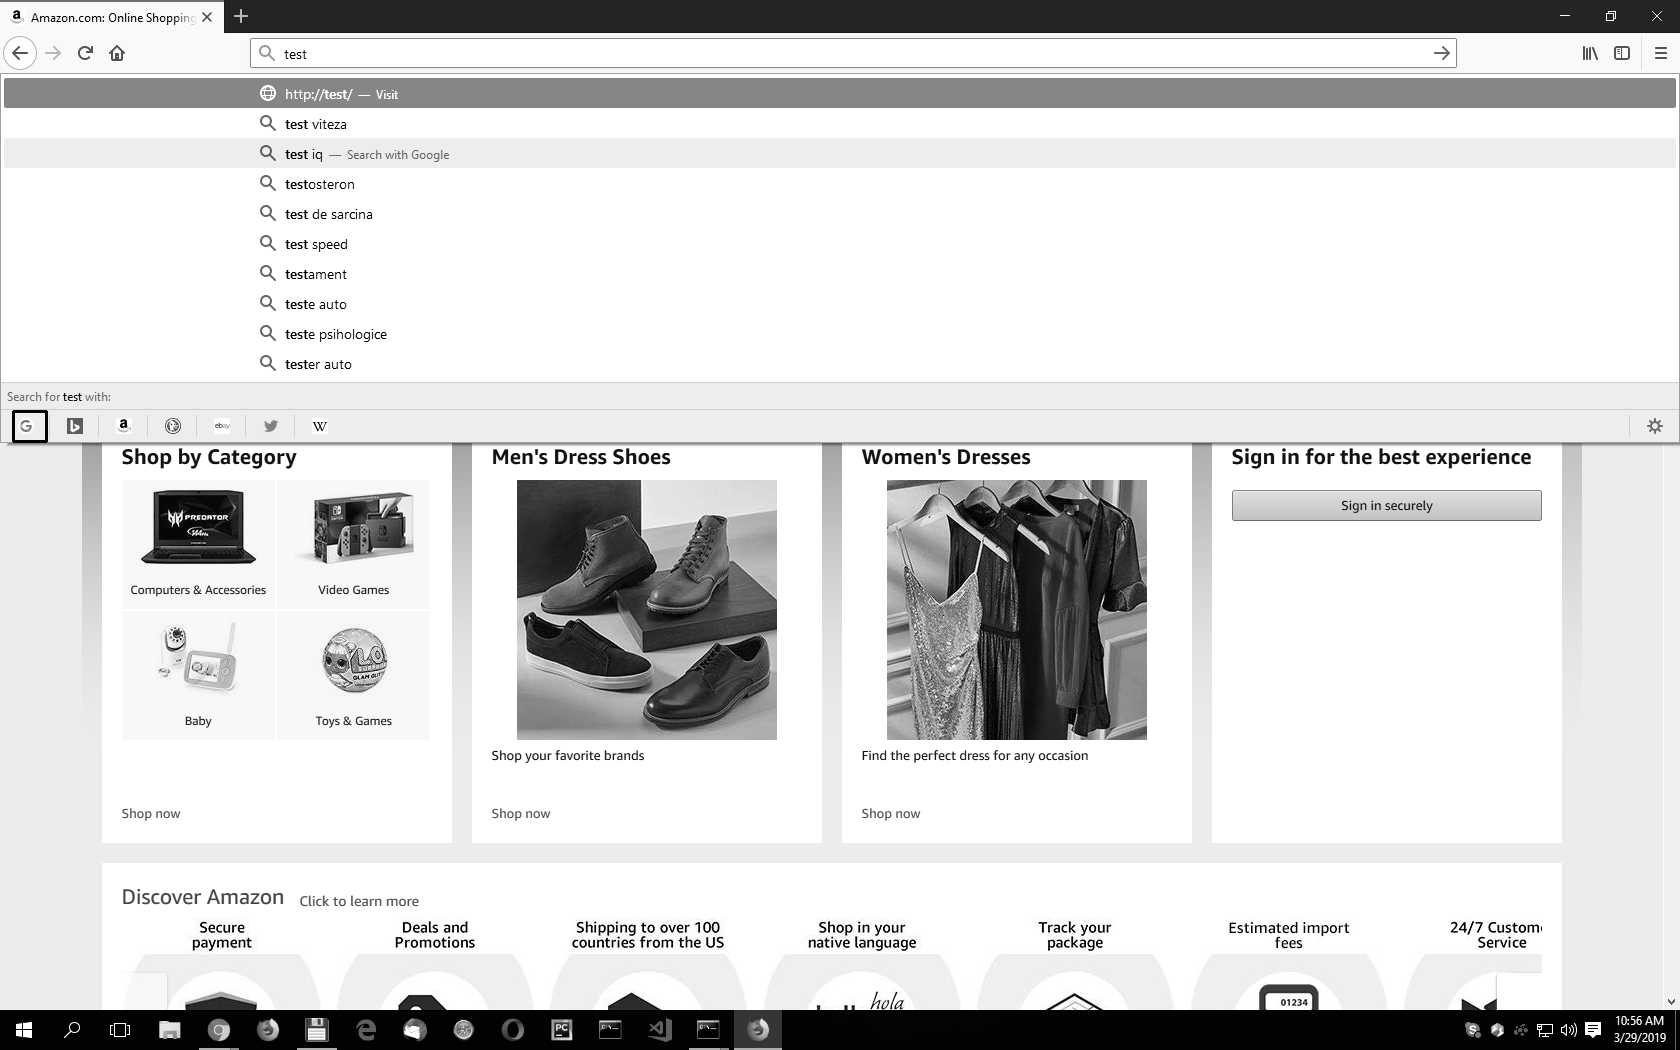 Amazon.com: Online Shopping
test
http://test/ — Visit
test viteza
test iq — Search with Google
testosteron
test de sarcina
test speed
testament
teste auto
teste psihologice
tester auto
Search for test with:
G b a ebay W
Shop by Category
Men's Dress Shoes
Women's Dresses
Sign in for the best experience
PREDATOR
Sign in securely
Computers & Accessories
Video Games
GLAM GLITTER
Baby
Toys & Games
Shop your favorite brands
Find the perfect dress for any occasion
Shop now
Shop now
Shop now
Discover Amazon Click to learn more
Secure
payment
Deals and
Promotions
Shipping to over 100
countries from the US
Shop in your
native language
Track your
package
Estimated import
fees
24/7 Custome
Service
hola
01234
PC
10:56 AM
3/29/2019